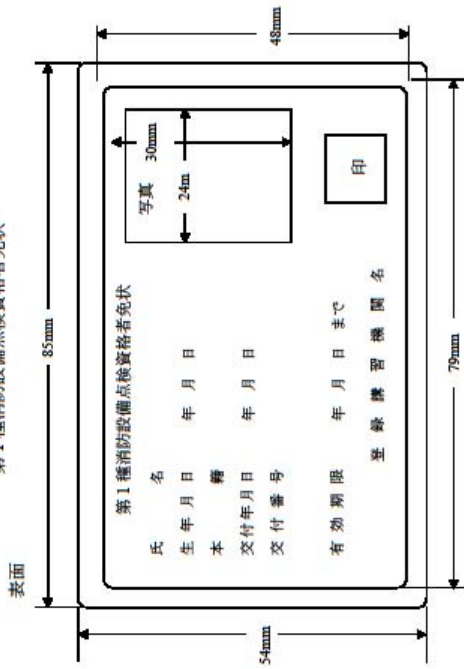 第1種消防設備点検資格者免状
表面
85mm
48mm
54mm
79mm
第1種消防設備点検資格者免状
写真
30mm
24m
氏 名
生年月日 年 月 日
本 籍
交付年月日 年 月 日
交付番号
有効期限 年 月 日 まで
印
登録講習機関名